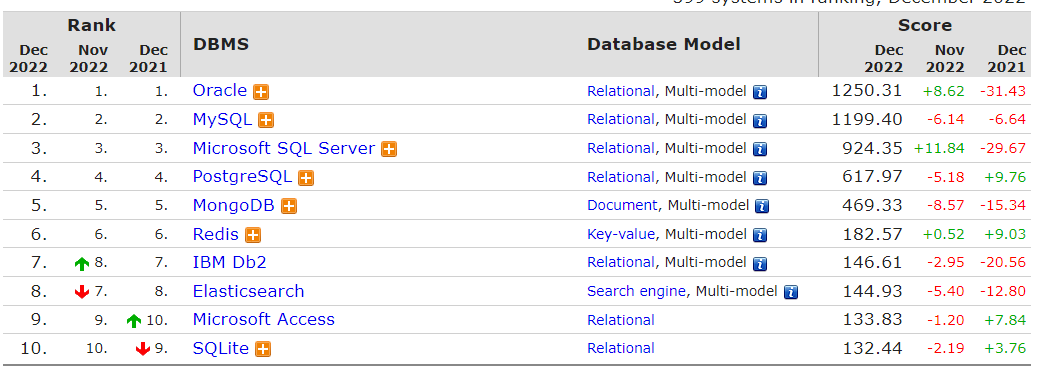 399 systems in ranking, December 2022
Rank DBMS Database Model Score
Dec 2022 Nov 2022 Dec 2021 Dec 2022 Nov 2022 Dec 2021
1. 1. 1. Oracle Relational, Multi-model 1250.31 +8.62 -31.43
2. 2. 2. MySQL Relational, Multi-model 1199.40 -6.14 -6.64
3. 3. 3. Microsoft SQL Server Relational, Multi-model 924.35 +11.84 -29.67
4. 4. 4. PostgreSQL Relational, Multi-model 617.97 -5.18 +9.76
5. 5. 5. MongoDB Document, Multi-model 469.33 -8.57 -15.34
6. 6. 6. Redis Key-value, Multi-model 182.57 +0.52 +9.03
7. 8. 7. IBM Db2 Relational, Multi-model 146.61 -2.95 -20.56
8. 7. 8. Elasticsearch Search engine, Multi-model 144.93 -5.40 -12.80
9. 9. 10. Microsoft Access Relational 133.83 -1.20 +7.84
10. 10. 9. SQLite Relational 132.44 -2.19 +3.76